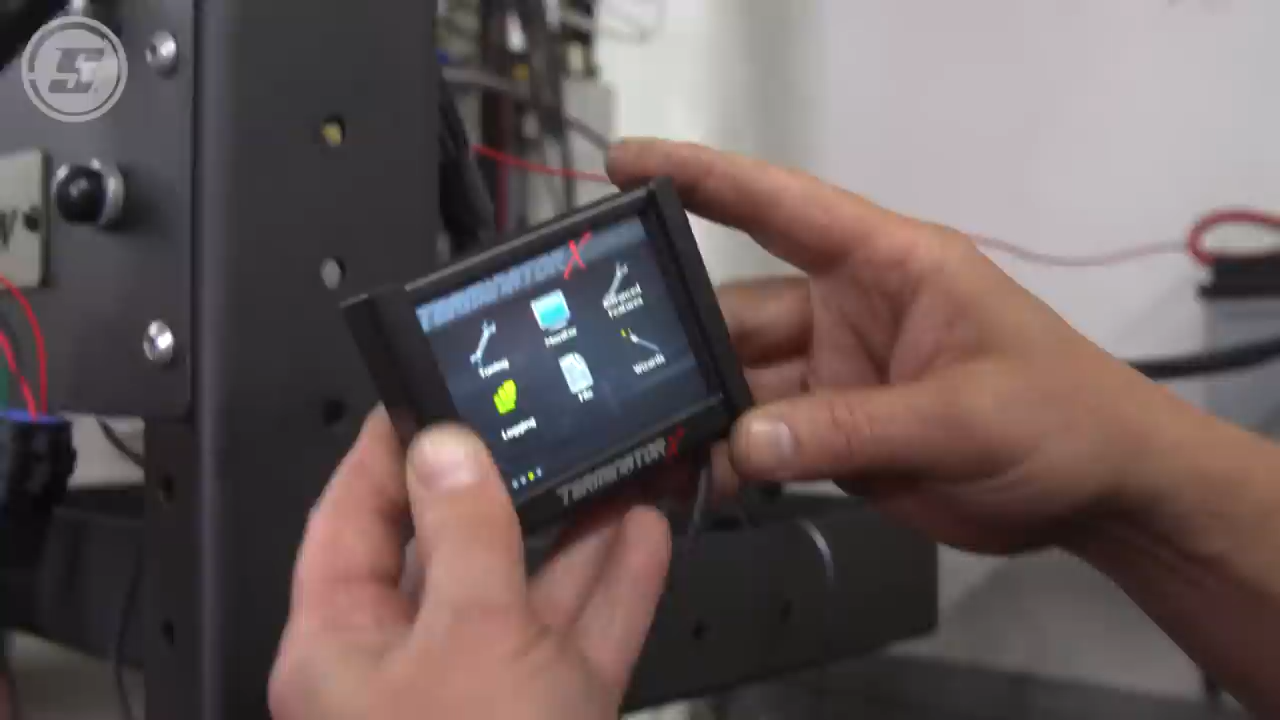 TERMINATOR X
Tuning
Monitor
Advanced
Features
Logging
File
Wizards
TERMINATOR X